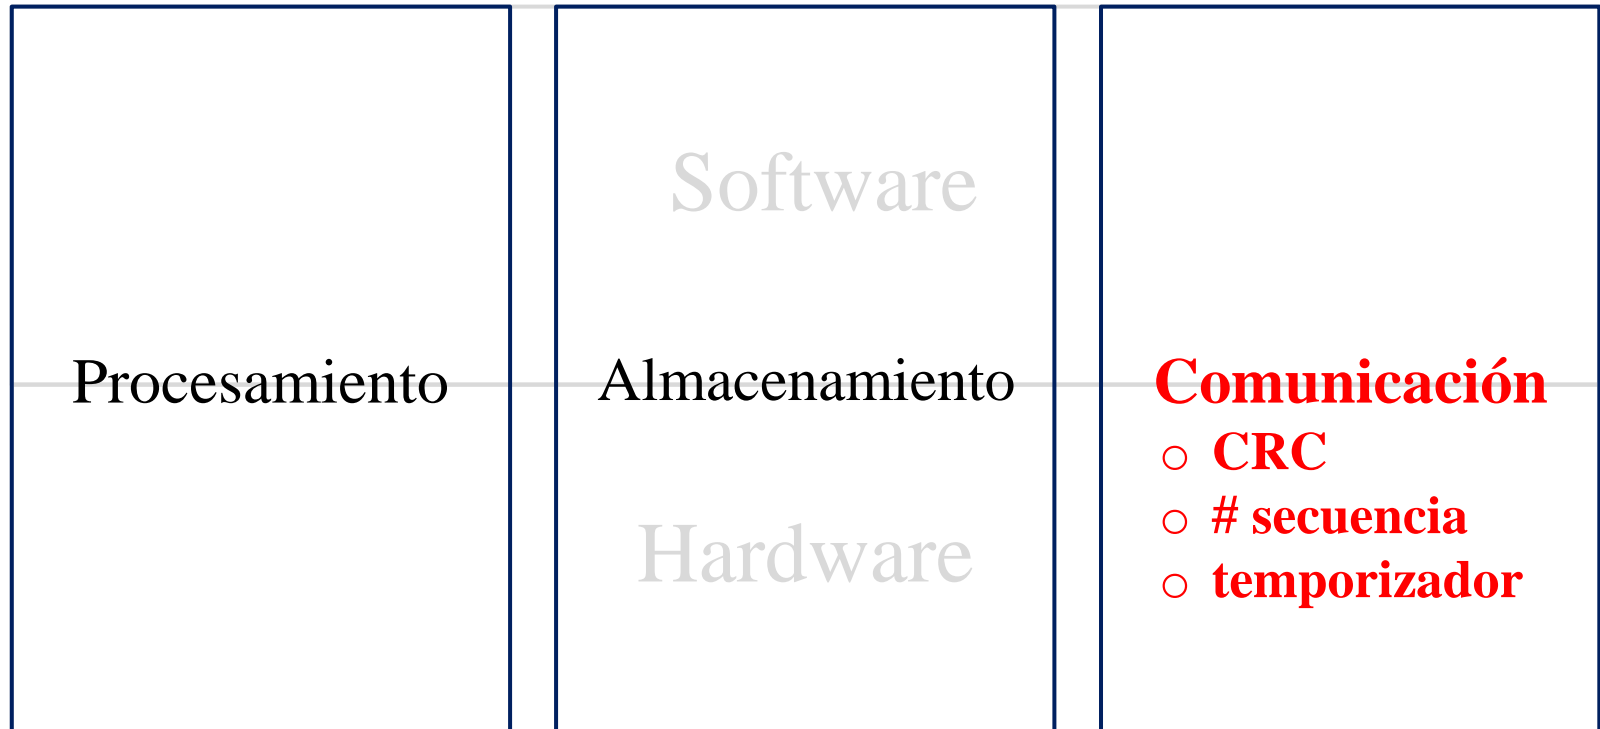 Software
Procesamiento
Almacenamiento
Hardware
Comunicación
○ CRC
○ # secuencia
○ temporizador